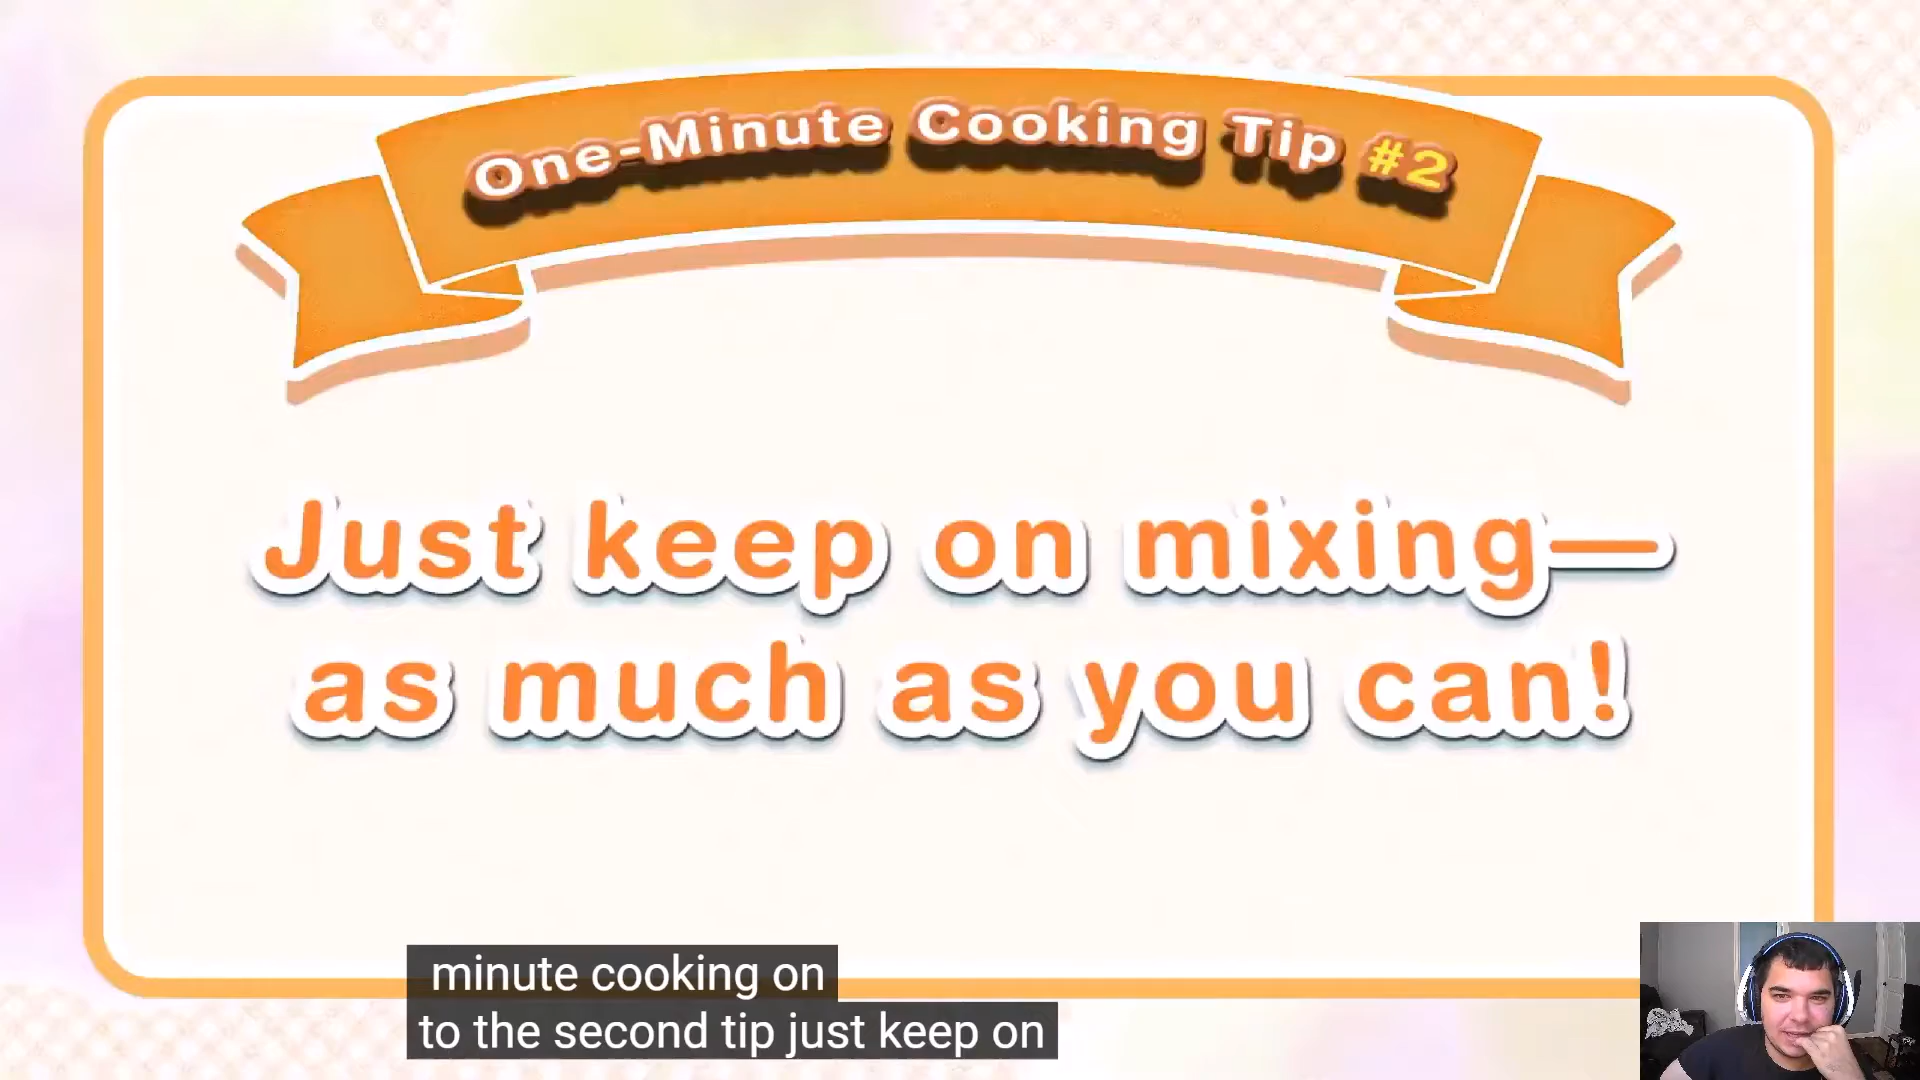 One-Minute Cooking Tip #2
Just keep on mixing—
as much as you can!
minute cooking on
to the second tip just keep on